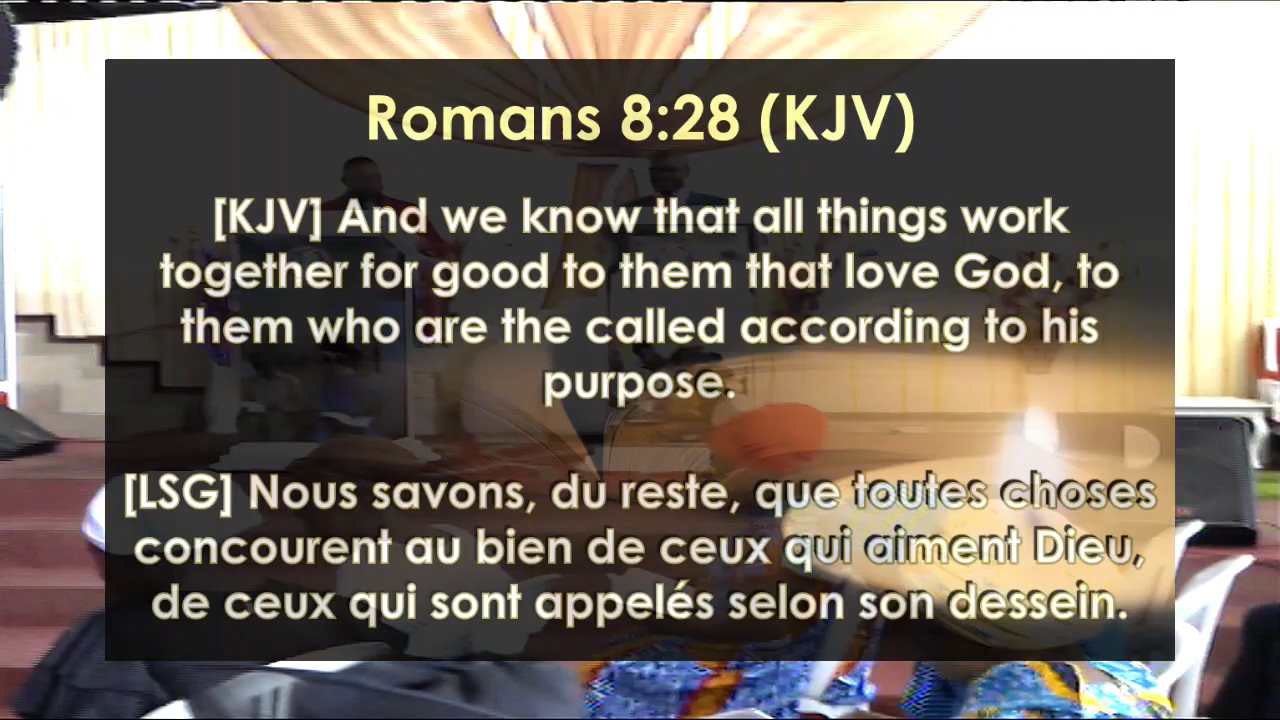 Romans 8:28 (KJV)
[KJV] And we know that all things work
together for good to them that love God, to
them who are the called according to his
purpose.
[LSG] Nous savons, du reste, que toutes choses
concourent au bien de ceux qui aiment Dieu,
de ceux qui sont appelés selon son dessein.